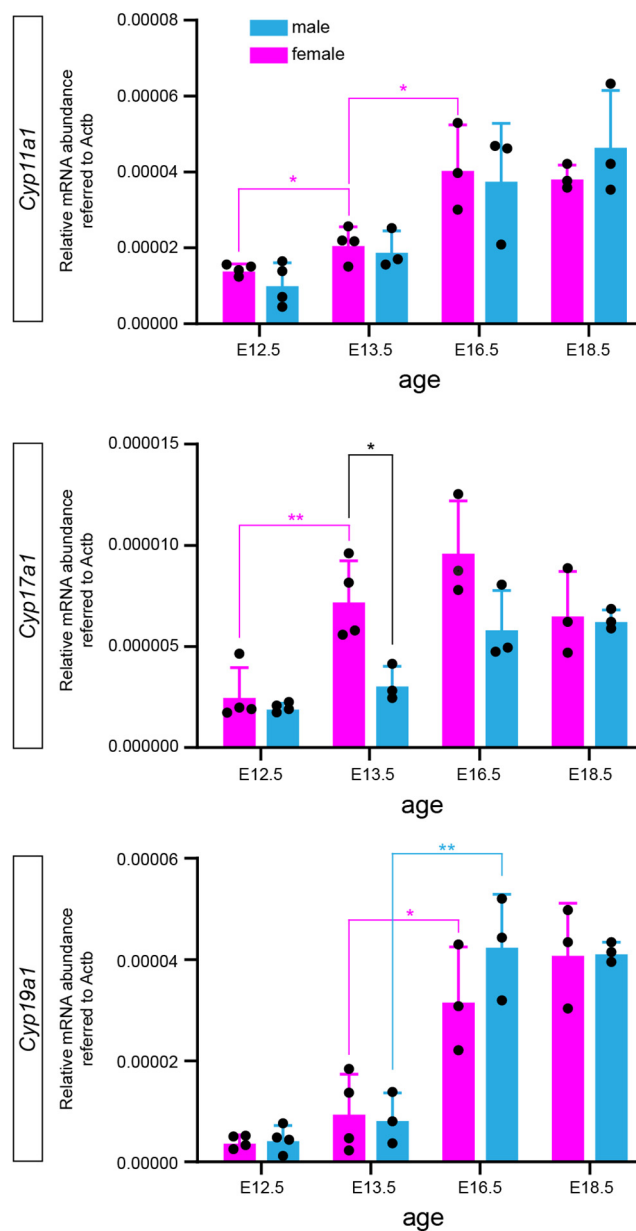 Cyp11a1
Relative mRNA abundance
referred to Actb
0.00008
0.00006
0.00004
0.00002
0.00000
male
female
*
*
E12.5 E13.5 E16.5 E18.5
age
Cyp17a1
Relative mRNA abundance
referred to Actb
0.000015
0.000010
0.000005
0.000000
**
*
E12.5 E13.5 E16.5 E18.5
age
Cyp19a1
Relative mRNA abundance
referred to Actb
0.00006
0.00004
0.00002
0.00000
**
*
E12.5 E13.5 E16.5 E18.5
age